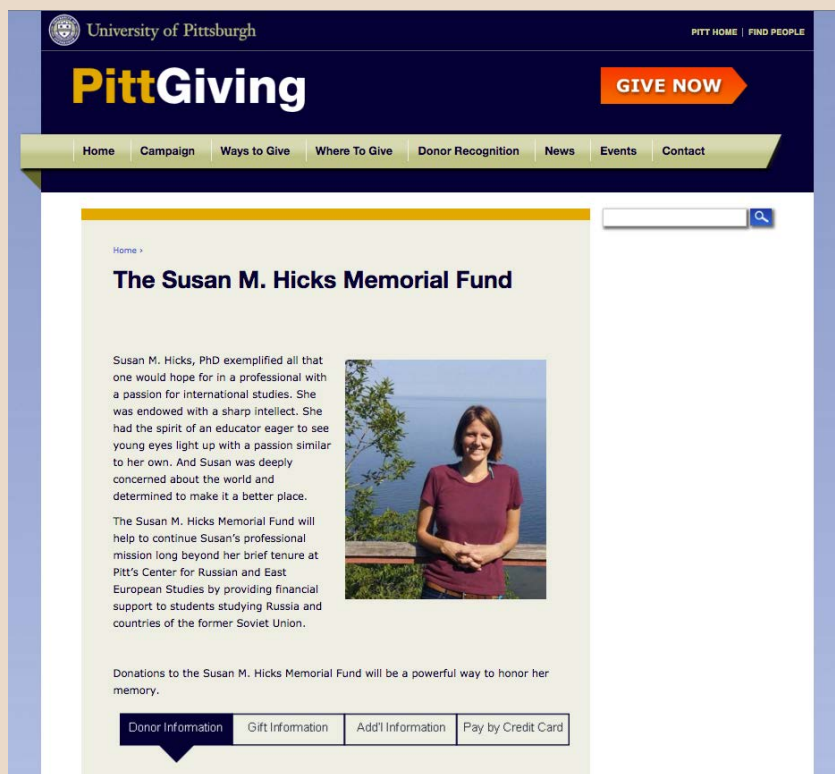 University of Pittsburgh
PITT HOME | FIND PEOPLE
PittGiving
GIVE NOW
Home Campaign Ways to Give Where To Give Donor Recognition News Events Contact
Home ›
The Susan M. Hicks Memorial Fund
Susan M. Hicks, PhD exemplified all that
one would hope for in a professional with
a passion for international studies. She
was endowed with a sharp intellect. She
had the spirit of an educator eager to see
young eyes light up with a passion similar
to her own. And Susan was deeply
concerned about the world and
determined to make it a better place.
The Susan M. Hicks Memorial Fund will
help to continue Susan's professional
mission long beyond her brief tenure at
Pitt's Center for Russian and East
European Studies by providing financial
support to students studying Russia and
countries of the former Soviet Union.
Donations to the Susan M. Hicks Memorial Fund will be a powerful way to honor her
memory.
Donor Information Gift Information Add'l Information Pay by Credit Card